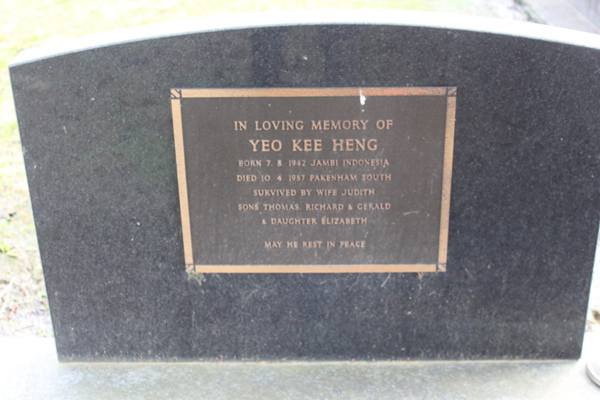 IN LOVING MEMORY OF
YEO KEE HENG
BORN 7. 8. 1942 JAMBI INDONESIA
DIED 10. 4. 1987 PAKENHAM SOUTH
SURVIVED BY WIFE JUDITH
SONS THOMAS, RICHARD & GERALD
& DAUGHTER ELIZABETH
MAY HE REST IN PEACE